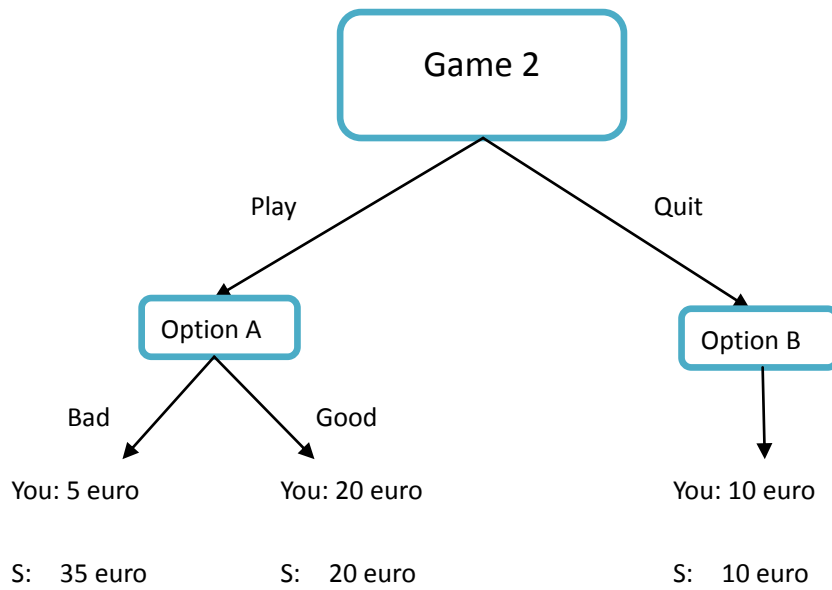 Game 2
Play
Quit
Option A
Option B
Bad
Good
You: 5 euro
You: 20 euro
You: 10 euro
S: 35 euro
S: 20 euro
S: 10 euro